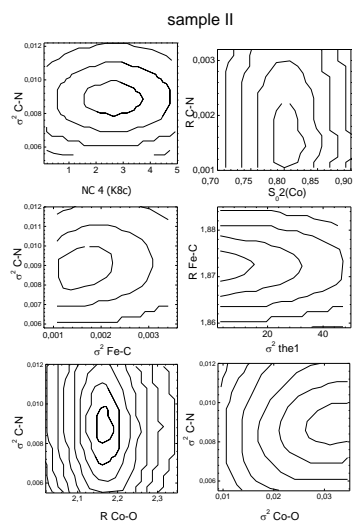 sample II
0,012
0,010
0,008
0,006
σ² C-N
0 1 2 3 4 5
NC 4 (K8c)
0,003
0,002
0,001
R C-N
0,70 0,75 0,80 0,85 0,90
S₀2(Co)
0,012
0,010
0,009
0,008
0,006
σ² C-N
0,001 0,002 0,003
σ² Fe-C
1,88
1,87
1,86
R Fe-C
20 40
σ² the1
0,012
0,010
0,008
0,006
σ² C-N
2,1 2,2 2,3
R Co-O
0,012
0,010
0,008
0,006
σ² C-N
0,01 0,02 0,03
σ² Co-O